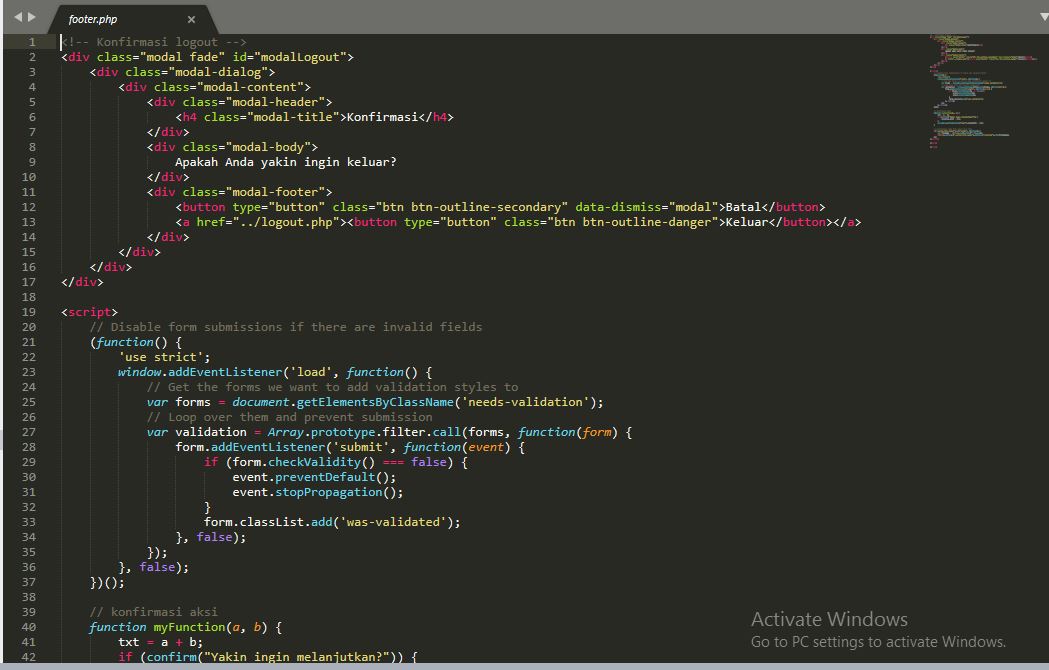 footer.php ×
1 <!-- Konfirmasi logout -->
2 <div class="modal fade" id="modalLogout">
3 <div class="modal-dialog">
4 <div class="modal-content">
5 <div class="modal-header">
6 <h4 class="modal-title">Konfirmasi</h4>
7 </div>
8 <div class="modal-body">
9 Apakah Anda yakin ingin keluar?
10 </div>
11 <div class="modal-footer">
12 <button type="button" class="btn btn-outline-secondary" data-dismiss="modal">Batal</button>
13 <a href="../logout.php"><button type="button" class="btn btn-outline-danger">Keluar</button></a>
14 </div>
15 </div>
16 </div>
17 </div>
18
19 <script>
20 // Disable form submissions if there are invalid fields
21 (function() {
22 'use strict';
23 window.addEventListener('load', function() {
24 // Get the forms we want to add validation styles to
25 var forms = document.getElementsByClassName('needs-validation');
26 // Loop over them and prevent submission
27 var validation = Array.prototype.filter.call(forms, function(form) {
28 form.addEventListener('submit', function(event) {
29 if (form.checkValidity() === false) {
30 event.preventDefault();
31 event.stopPropagation();
32 }
33 form.classList.add('was-validated');
34 }, false);
35 });
36 }, false);
37 })();
38
39 // konfirmasi aksi
40 function myFunction(a, b) {
41 txt = a + b;
42 if (confirm("Yakin ingin melanjutkan?")) {
Activate Windows
Go to PC settings to activate Windows.